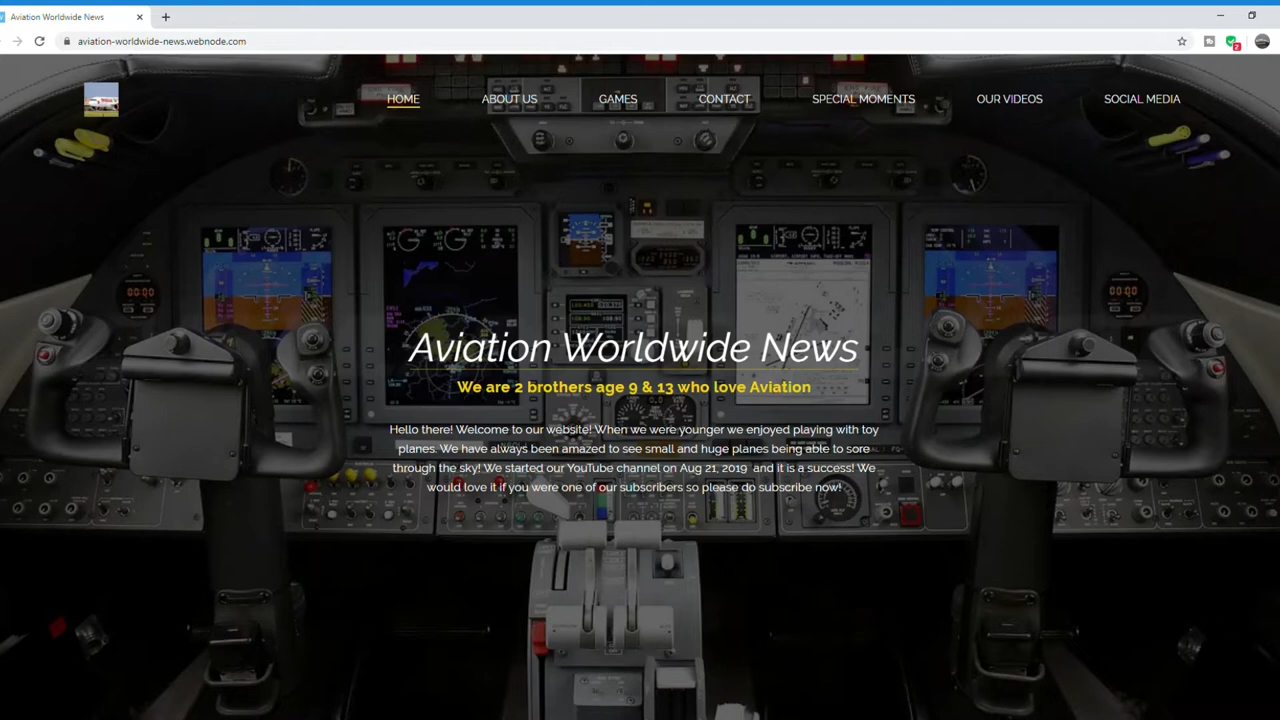 Aviation Worldwide News
aviation-worldwide-news.webnode.com
2
HOME ABOUT US GAMES CONTACT SPECIAL MOMENTS OUR VIDEOS SOCIAL MEDIA
00:00
00:00
Aviation Worldwide News
We are 2 brothers age 9 & 13 who love Aviation
Hello there! Welcome to our website! When we were younger we enjoyed playing with toy
planes. We have always been amazed to see small and huge planes being able to sore
through the sky! We started our YouTube channel on Aug 21, 2019 and it is a success! We
would love it if you were one of our subscribers so please do subscribe now!